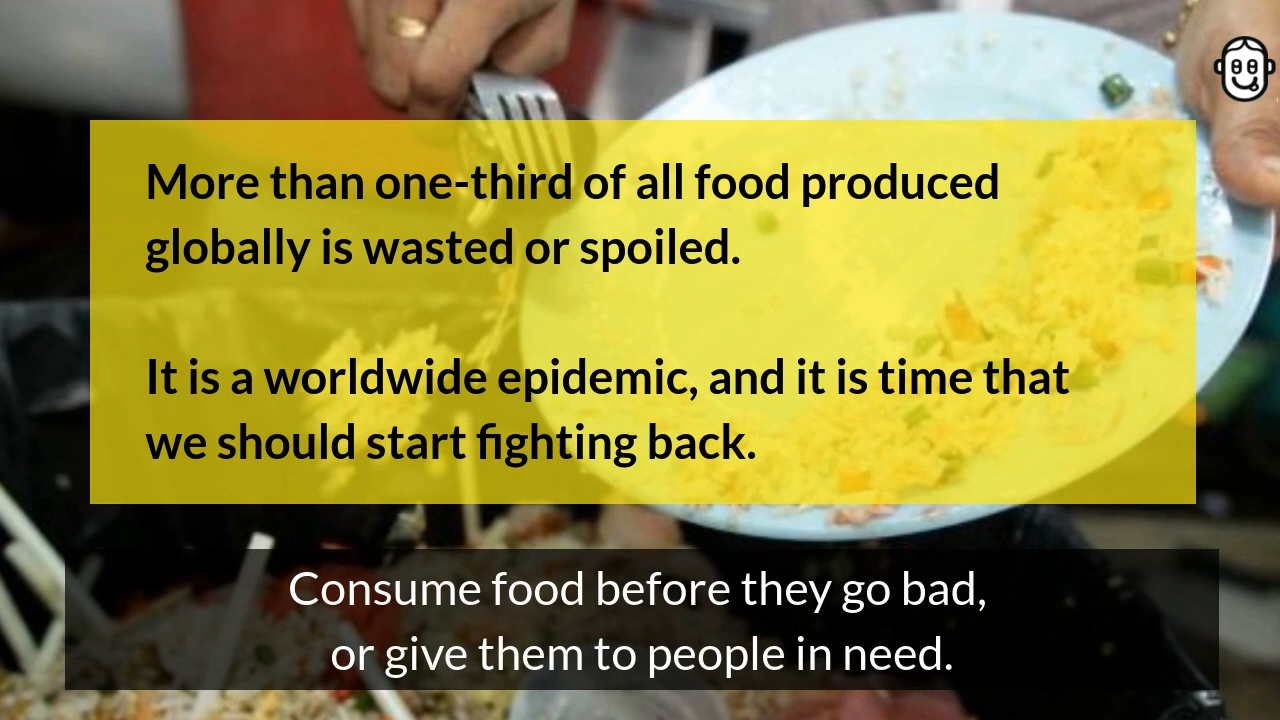 More than one-third of all food produced
globally is wasted or spoiled.
It is a worldwide epidemic, and it is time that
we should start fighting back.
Consume food before they go bad,
or give them to people in need.